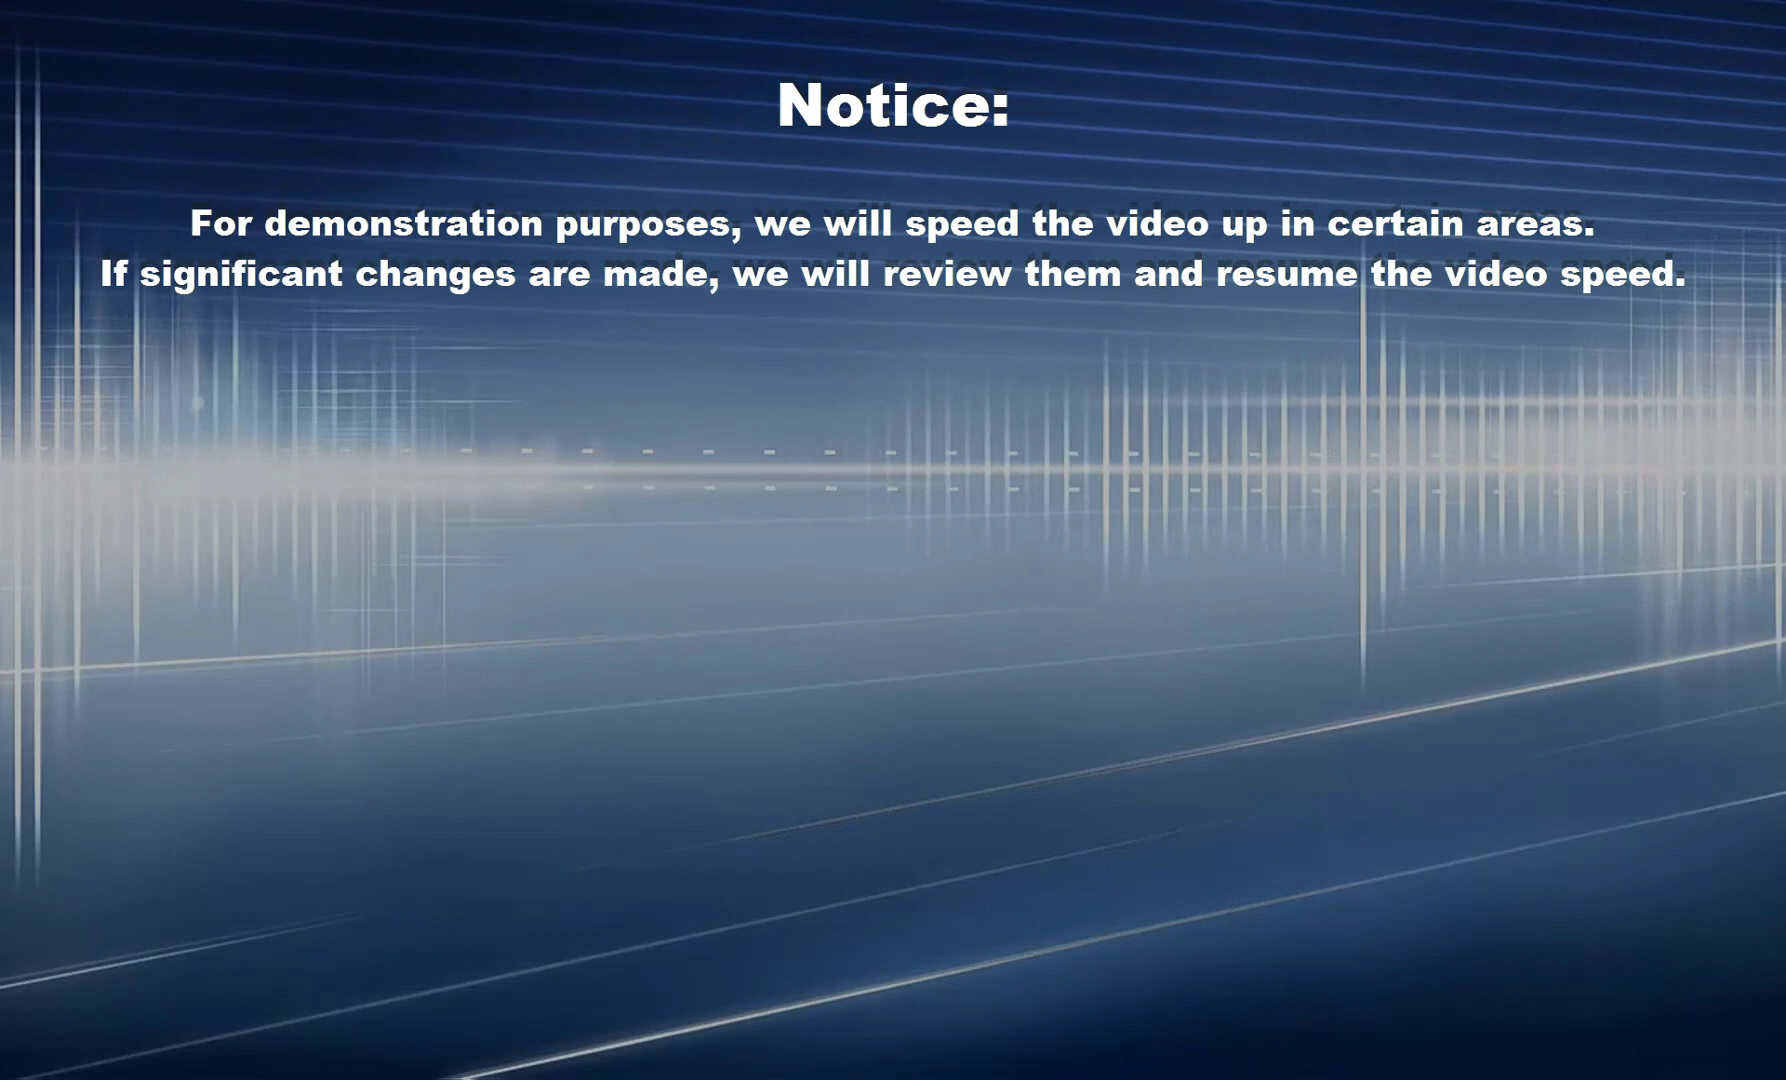 Notice:
For demonstration purposes, we will speed the video up in certain areas.
If significant changes are made, we will review them and resume the video speed.